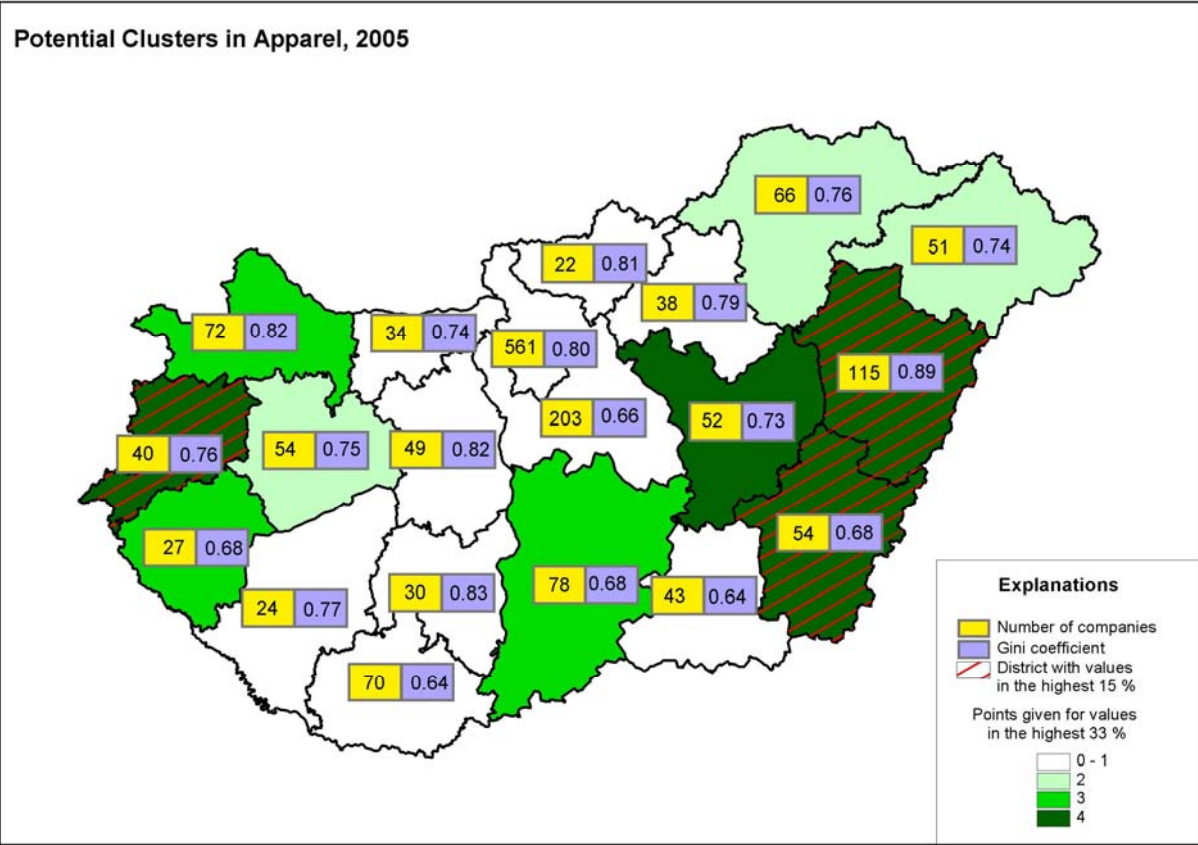 Potential Clusters in Apparel, 2005
66 0.76
51 0.74
22 0.81
38 0.79
72 0.82
34 0.74
561 0.80
115 0.89
203 0.66
52 0.73
40 0.76
54 0.75
49 0.82
54 0.68
27 0.68
78 0.68
43 0.64
24 0.77
30 0.83
70 0.64
Explanations
Number of companies
Gini coefficient
District with values
in the highest 15 %
Points given for values
in the highest 33 %
0 - 1
2
3
4